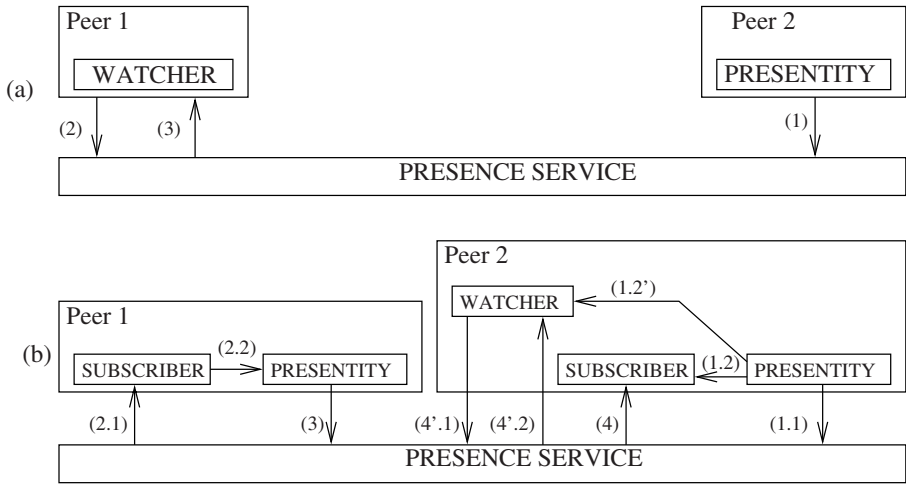 Peer 1
Peer 2
WATCHER
PRESENTITY
(a)
(2)
(3)
(1)
PRESENCE SERVICE
Peer 2
WATCHER
(1.2')
Peer 1
(b)
SUBSCRIBER
(2.2)
PRESENTITY
SUBSCRIBER
(1.2)
PRESENTITY
(2.1)
(3)
(4'.1)
(4'.2)
(4)
(1.1)
PRESENCE SERVICE